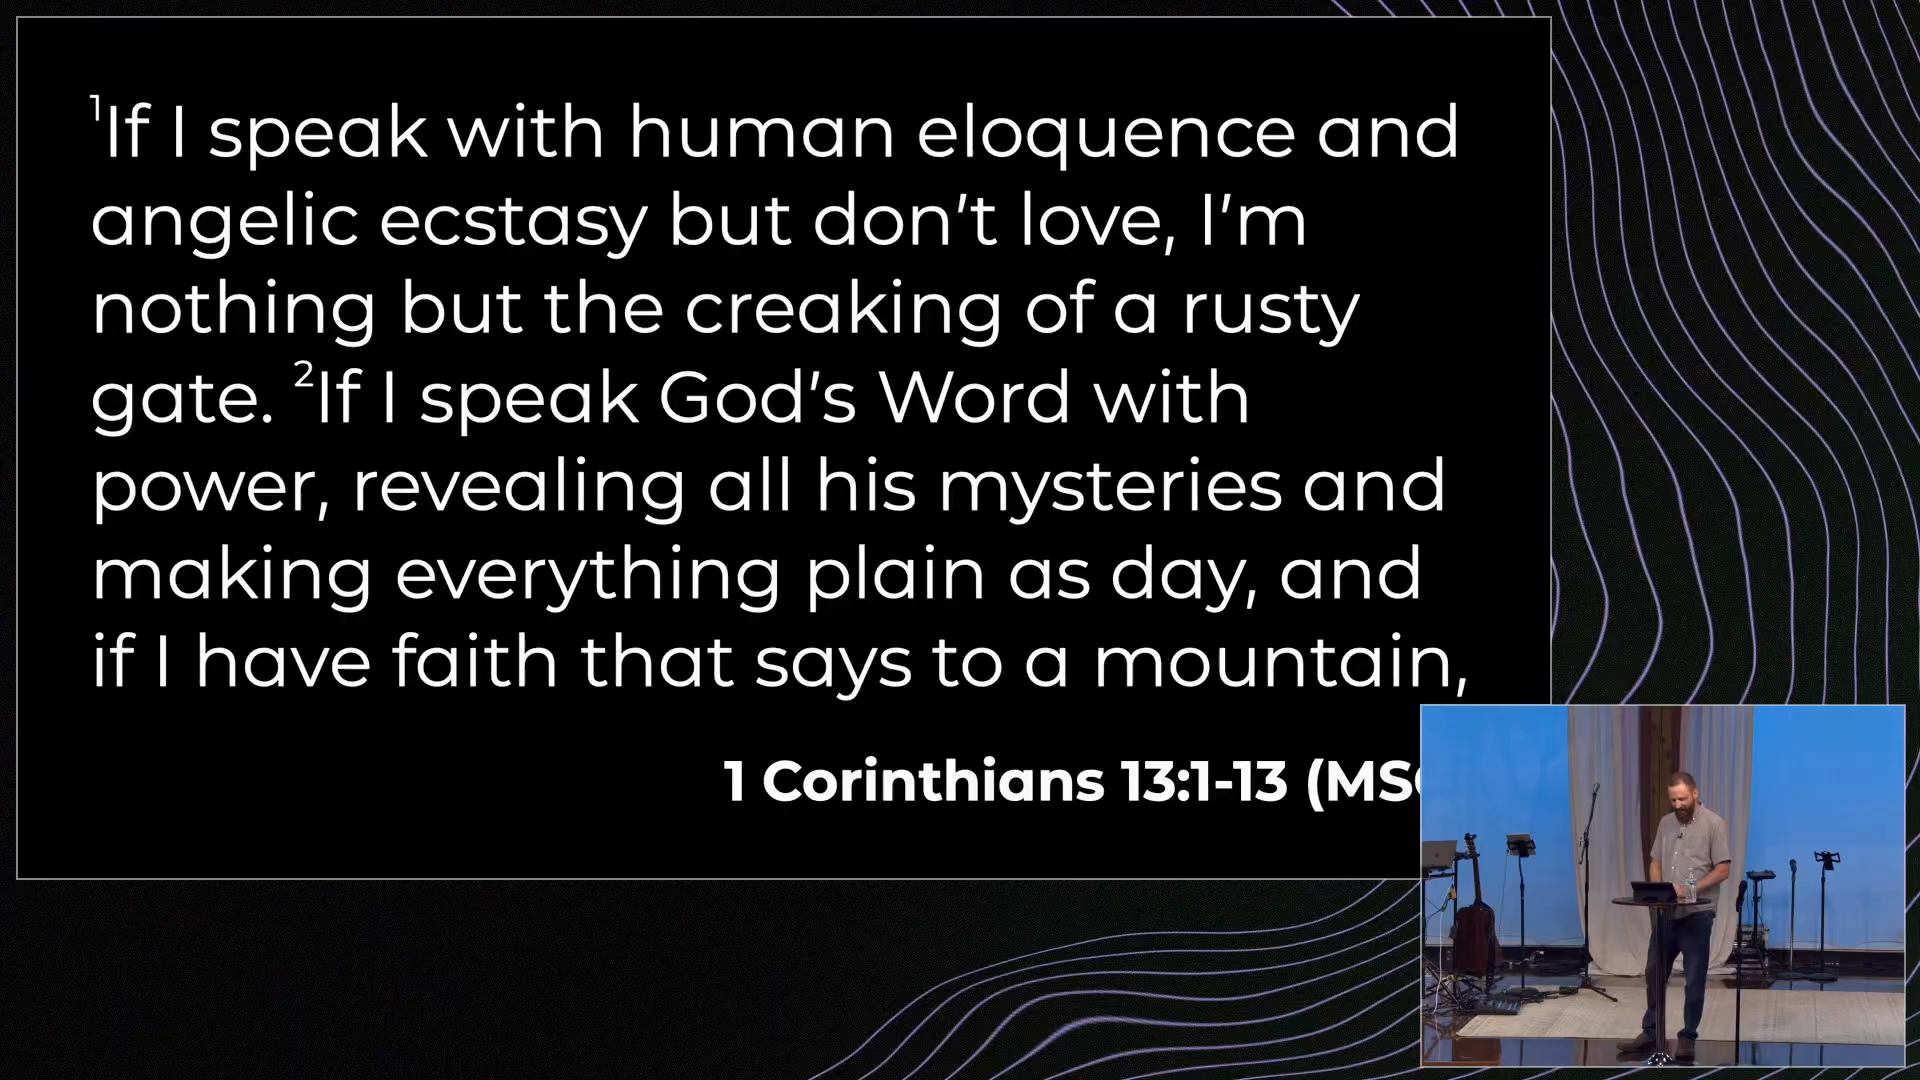 ¹If I speak with human eloquence and
angelic ecstasy but don’t love, I’m
nothing but the creaking of a rusty
gate. ²If I speak God’s Word with
power, revealing all his mysteries and
making everything plain as day, and
if I have faith that says to a mountain,
1 Corinthians 13:1-13 (MS